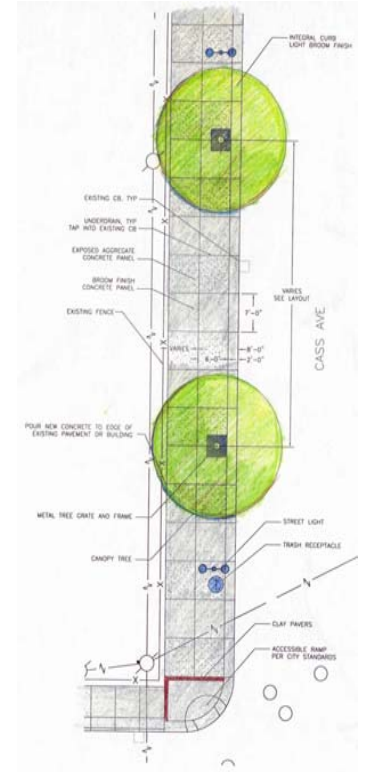 INTEGRAL CURB
LIGHT BROOM FINISH
EXISTING CB, TYP
UNDERDRAIN, TYP
TAP INTO EXISTING CB
EXPOSED AGGREGATE
CONCRETE PANEL
BROOM FINISH
CONCRETE PANEL
EXISTING FENCE
VARIES
SEE LAYOUT
CASS AVE
7'-0"
VARIES
8'-0"
6'-0"
2'-0"
POUR NEW CONCRETE TO EDGE OF
EXISTING PAVEMENT OR BUILDING
METAL TREE GRATE AND FRAME
CANOPY TREE
STREET LIGHT
TRASH RECEPTACLE
CLAY PAVERS
ACCESSIBLE RAMP
PER CITY STANDARDS